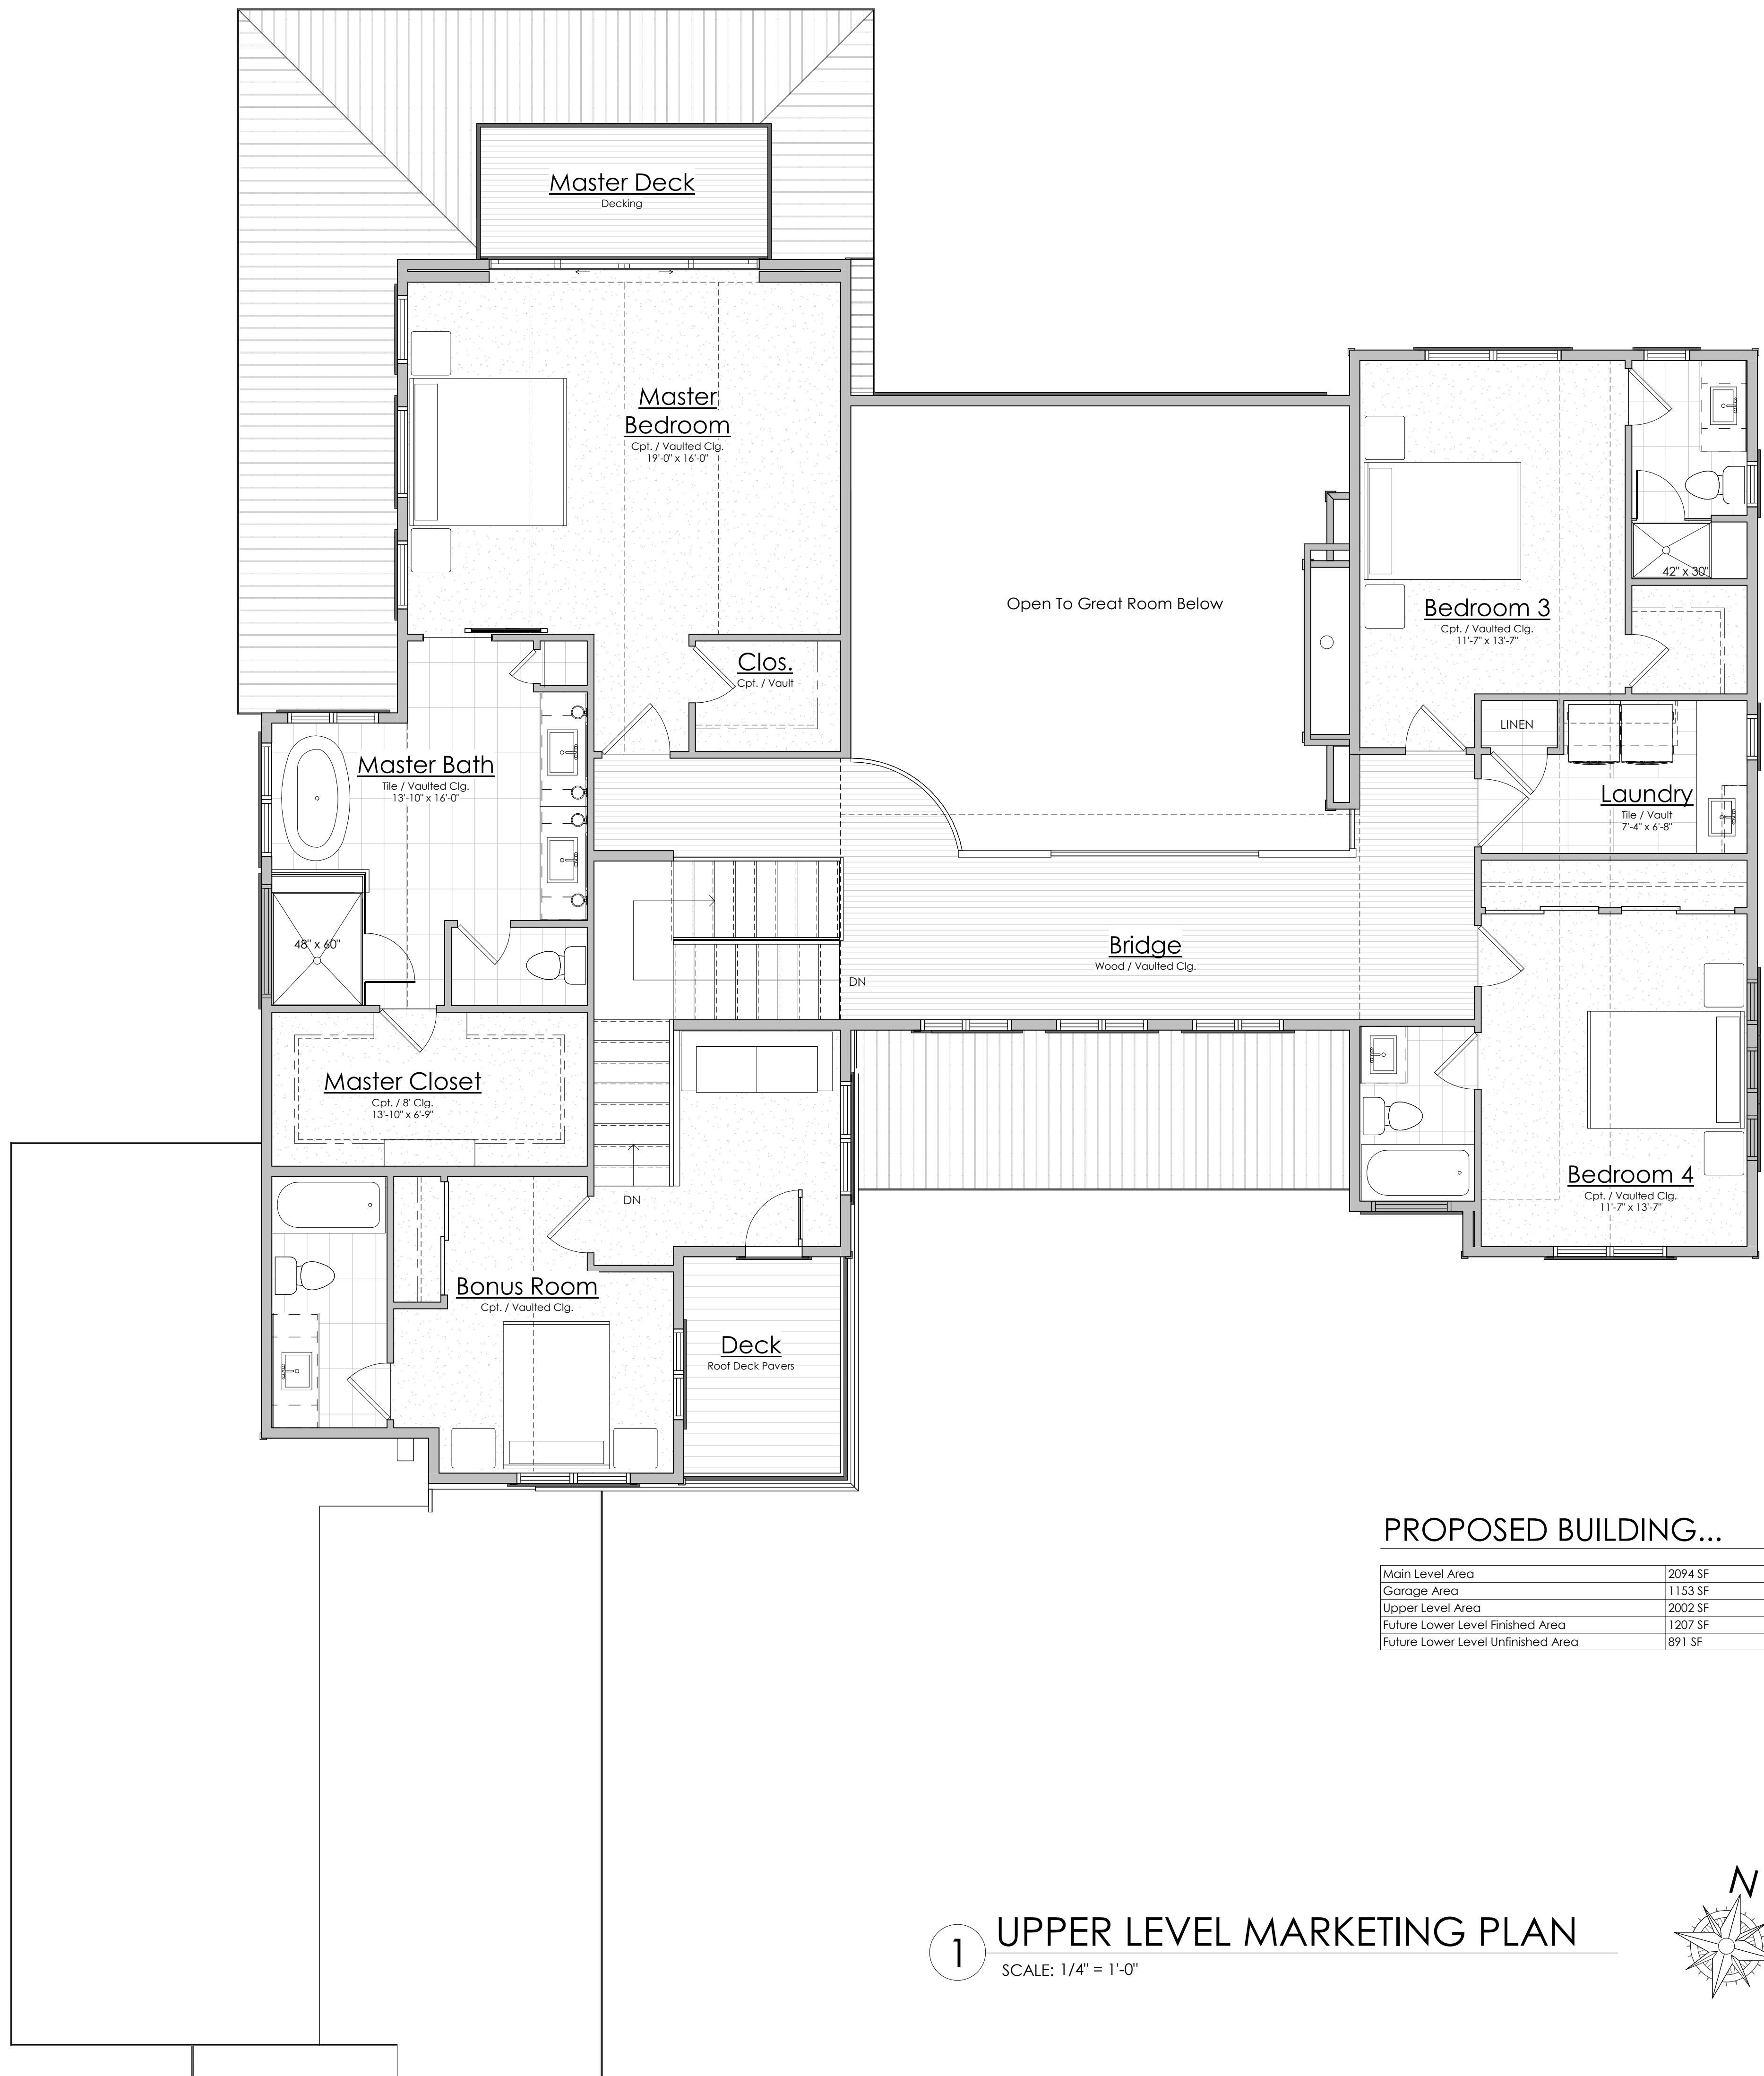 Master Deck
Decking
Master
Bedroom
Cpt. / Vaulted Clg.
19'-0" x 16'-0"
42" x 30"
Open To Great Room Below
Bedroom 3
Cpt. / Vaulted Clg.
11'-7" x 13'-7"
Clos.
Cpt. / Vault
LINEN
Master Bath
Tile / Vaulted Clg.
13'-10" x 16'-0"
Laundry
Tile / Vault
7'-4" x 6'-8"
48" x 60"
Bridge
Wood / Vaulted Clg.
DN
Master Closet
Cpt. / 8' Clg.
13'-10" x 6'-9"
DN
Bedroom 4
Cpt. / Vaulted Clg.
11'-7" x 13'-7"
Bonus Room
Cpt. / Vaulted Clg.
Deck
Roof Deck Pavers
PROPOSED BUILDING...
Main Level Area 2094 SF
Garage Area 1153 SF
Upper Level Area 2002 SF
Future Lower Level Finished Area 1207 SF
Future Lower Level Unfinished Area 891 SF
N
1 UPPER LEVEL MARKETING PLAN
SCALE: 1/4" = 1'-0"